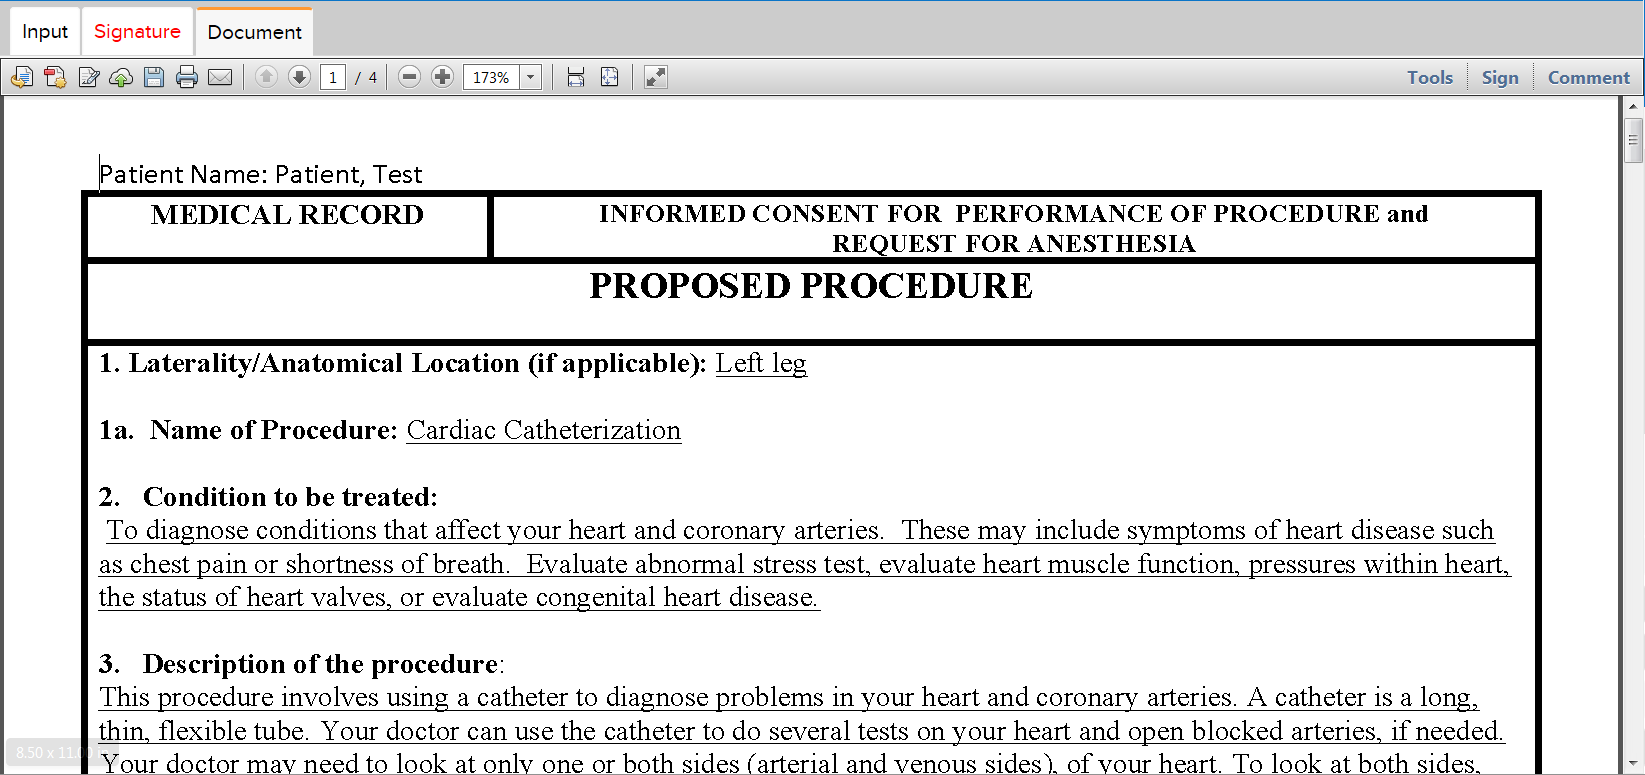 Input Signature Document
1 / 4 173% Tools Sign Comment
Patient Name: Patient, Test
MEDICAL RECORD
INFORMED CONSENT FOR  PERFORMANCE OF PROCEDURE and
REQUEST FOR ANESTHESIA
PROPOSED PROCEDURE
1. Laterality/Anatomical Location (if applicable): Left leg
1a.  Name of Procedure: Cardiac Catheterization
2.   Condition to be treated:
To diagnose conditions that affect your heart and coronary arteries.  These may include symptoms of heart disease such
as chest pain or shortness of breath.  Evaluate abnormal stress test, evaluate heart muscle function, pressures within heart,
the status of heart valves, or evaluate congenital heart disease.
3.   Description of the procedure:
This procedure involves using a catheter to diagnose problems in your heart and coronary arteries. A catheter is a long,
thin, flexible tube.  Your doctor can use the catheter to do several tests on your heart and open blocked arteries, if needed.
8.50 x 11.00
Your doctor may need to look at only one or both sides (arterial and venous sides), of your heart. To look at both sides,